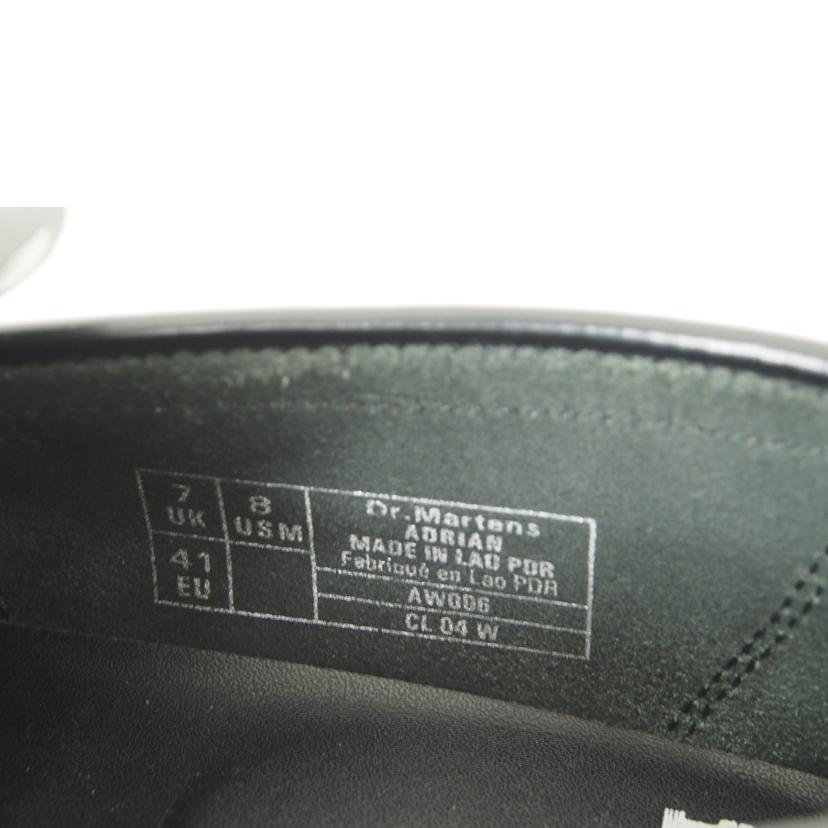 7
UK
8
USM
41
EU
Dr.Martens
ADRIAN
MADE IN LAO PDR
Fabriqué en Lao PDR
AW006
CL 04 W